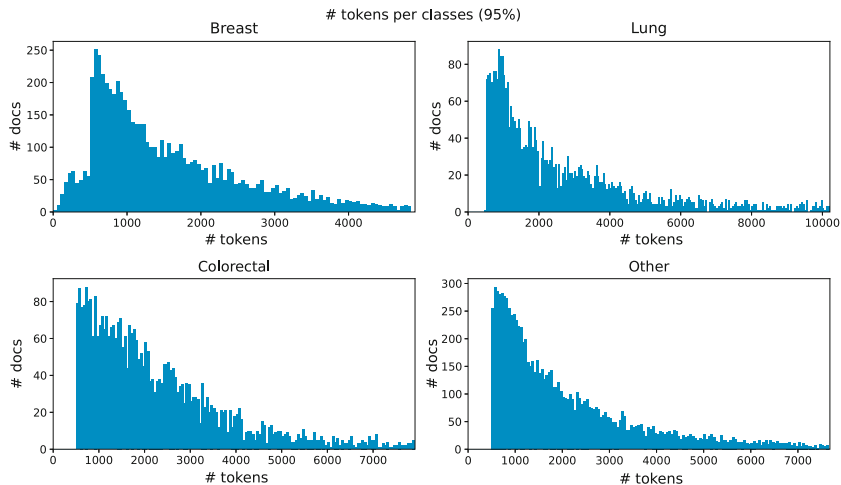 # tokens per classes (95%)
Breast
Lung
# docs
250
200
150
100
50
0
0 1000 2000 3000 4000
# tokens
# docs
80
60
40
20
0
0 2000 4000 6000 8000 10000
# tokens
Colorectal
Other
# docs
80
60
40
20
0
0 1000 2000 3000 4000 5000 6000 7000
# tokens
# docs
300
250
200
150
100
50
0
0 1000 2000 3000 4000 5000 6000 7000
# tokens